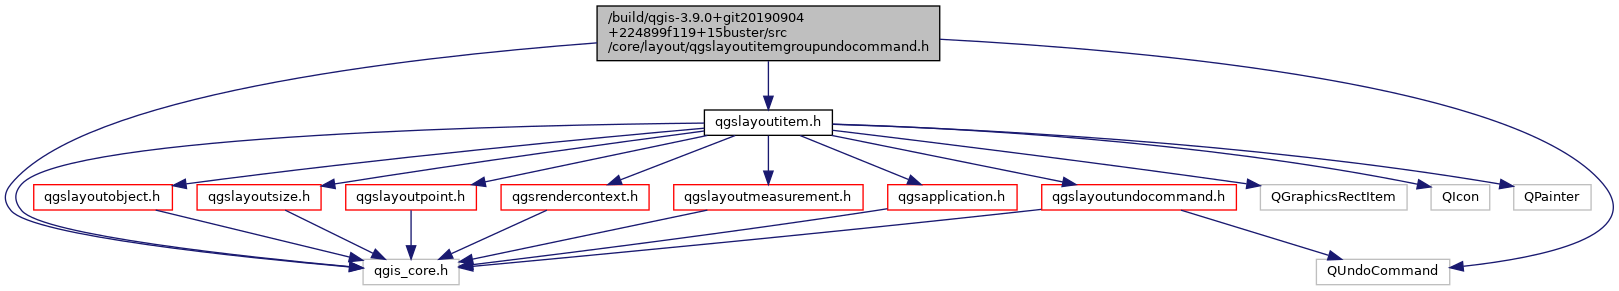 /build/qgis-3.9.0+git20190904
+224899f119+15buster/src
/core/layout/qgslayoutitemgroupundocommand.h
qgslayoutitem.h
qgslayoutobject.h
qgslayoutsize.h
qgslayoutpoint.h
qgsrendercontext.h
qgslayoutmeasurement.h
qgsapplication.h
qgslayoutundocommand.h
QGraphicsRectItem
QIcon
QPainter
qgis_core.h
QUndoCommand